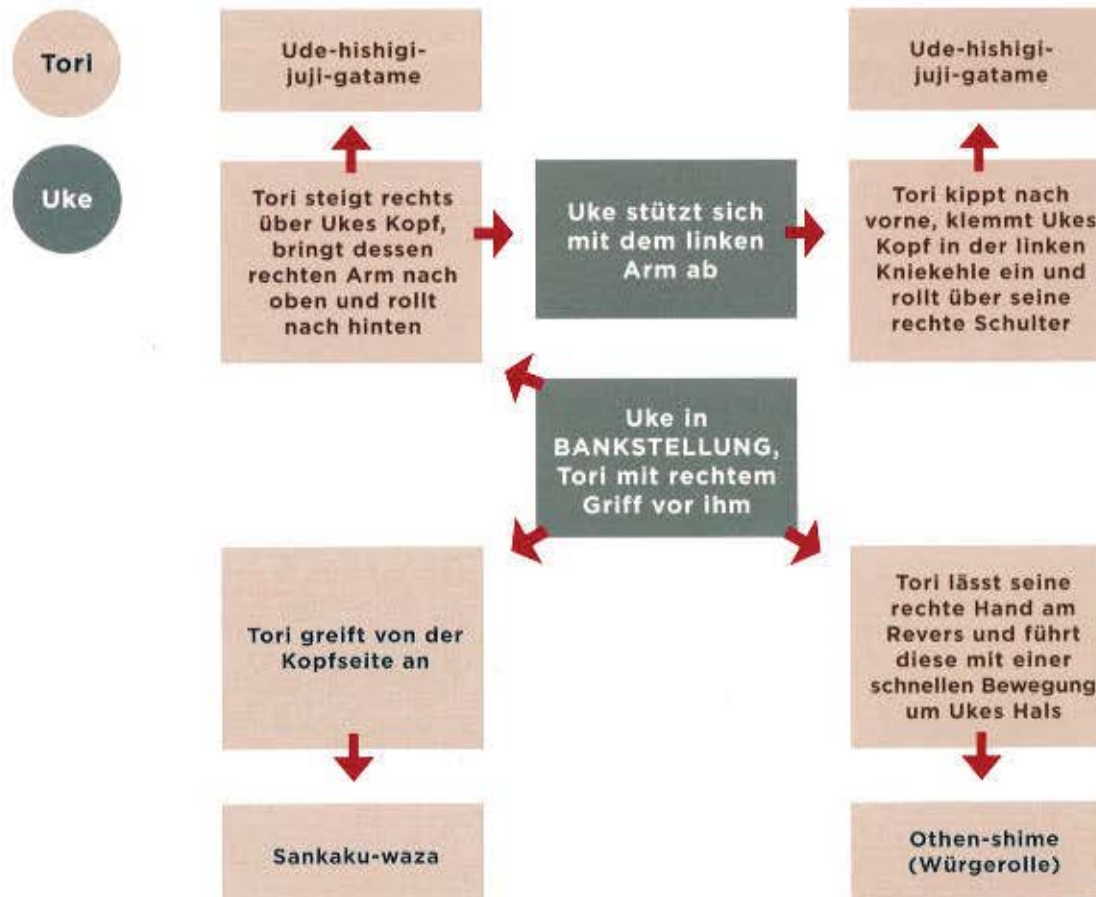 Tori
Uke
Ude-hishigi-
juji-gatame
Ude-hishigi-
juji-gatame
Tori steigt rechts
über Ukes Kopf,
bringt dessen
rechten Arm nach
oben und rollt
nach hinten
Uke stützt sich
mit dem linken
Arm ab
Tori kippt nach
vorne, klemmt Ukes
Kopf in der linken
Kniekehle ein und
rollt über seine
rechte Schulter
Uke in
BANKSTELLUNG,
Tori mit rechtem
Griff vor ihm
Tori greift von der
Kopfseite an
Tori lässt seine
rechte Hand am
Revers und führt
diese mit einer
schnellen Bewegung
um Ukes Hals
Sankaku-waza
Othen-shime
(Würgerolle)